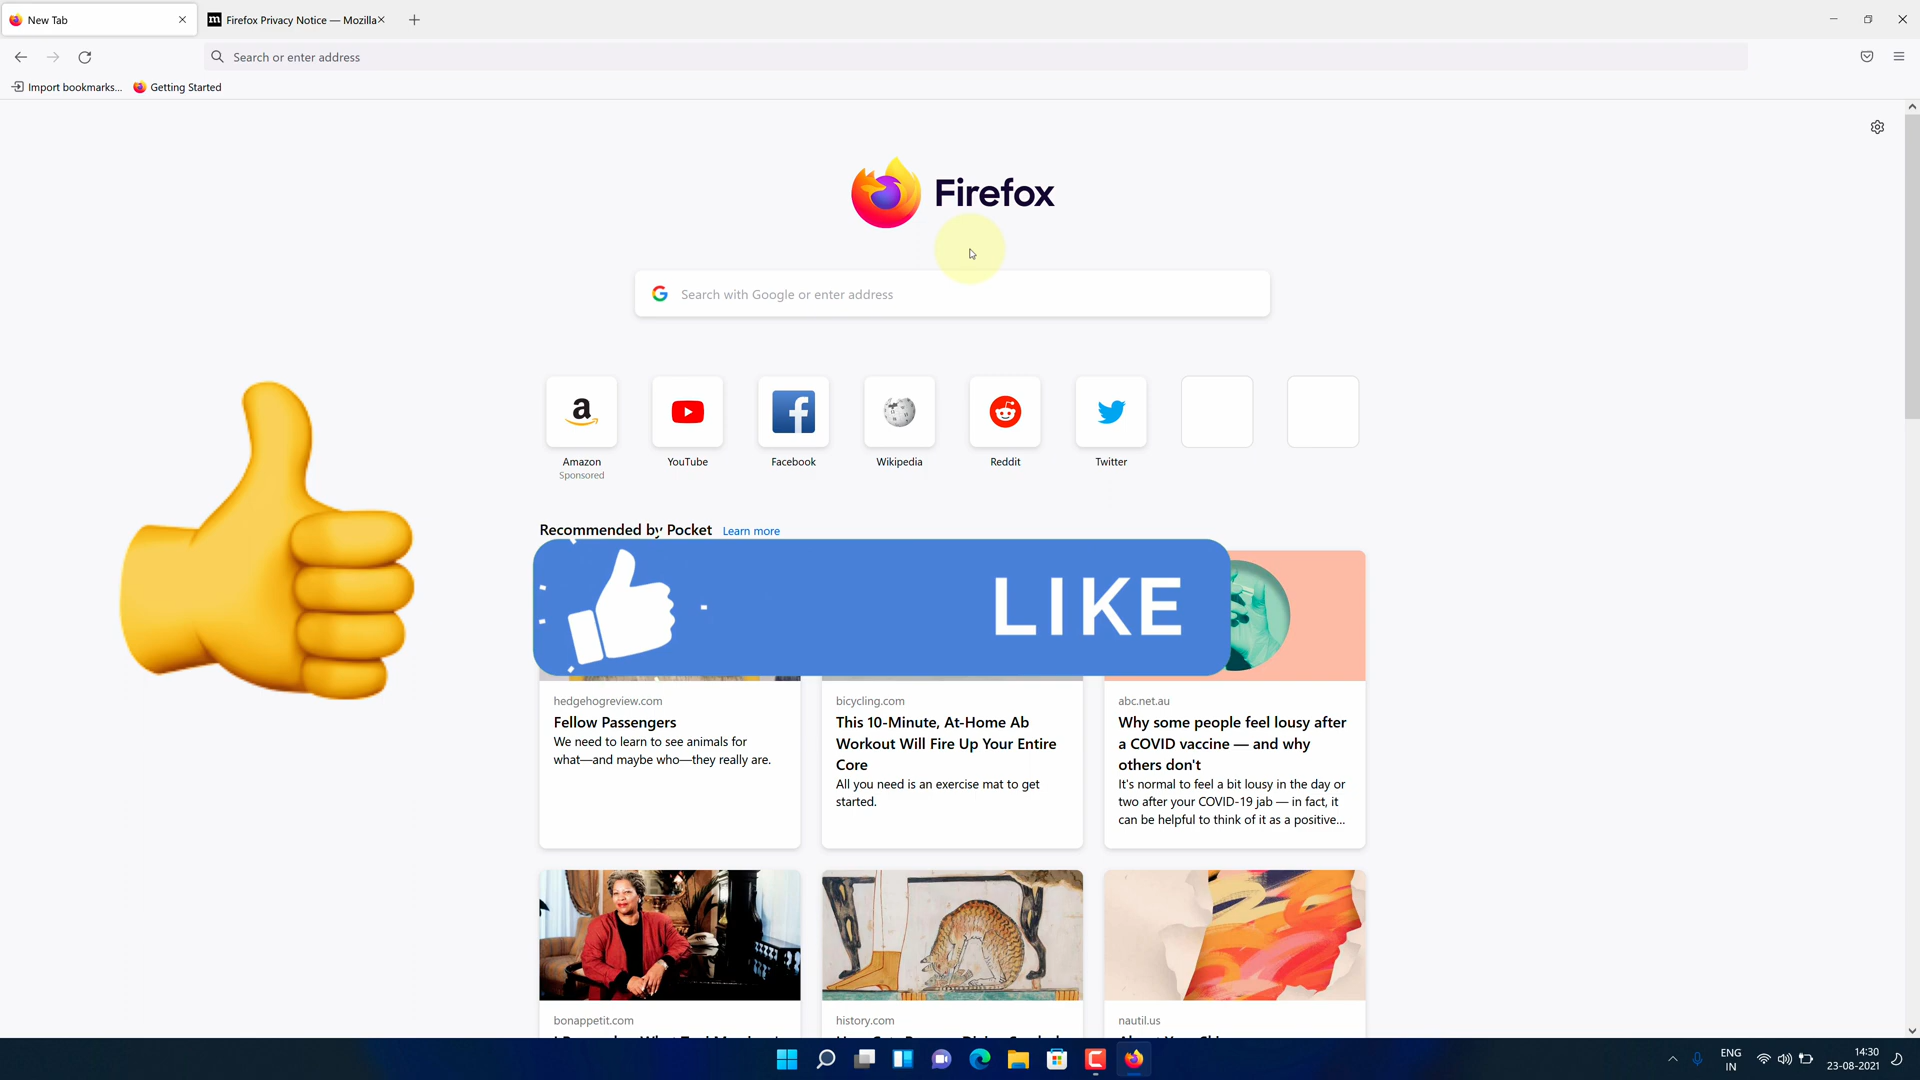 New Tab
m Firefox Privacy Notice — Mozilla
Search or enter address
Import bookmarks...
Getting Started
Firefox
Search with Google or enter address
Amazon
Sponsored
YouTube
Facebook
Wikipedia
Reddit
Twitter
Recommended by Pocket
Learn more
LIKE
hedgehogreview.com
Fellow Passengers
We need to learn to see animals for
what—and maybe who—they really are.
bicycling.com
This 10-Minute, At-Home Ab
Workout Will Fire Up Your Entire
Core
All you need is an exercise mat to get
started.
abc.net.au
Why some people feel lousy after
a COVID vaccine — and why
others don't
It's normal to feel a bit lousy in the day or
two after your COVID-19 jab — in fact, it
can be helpful to think of it as a positive...
bonappetit.com
history.com
nautil.us
ENG
IN
14:30
23-08-2021